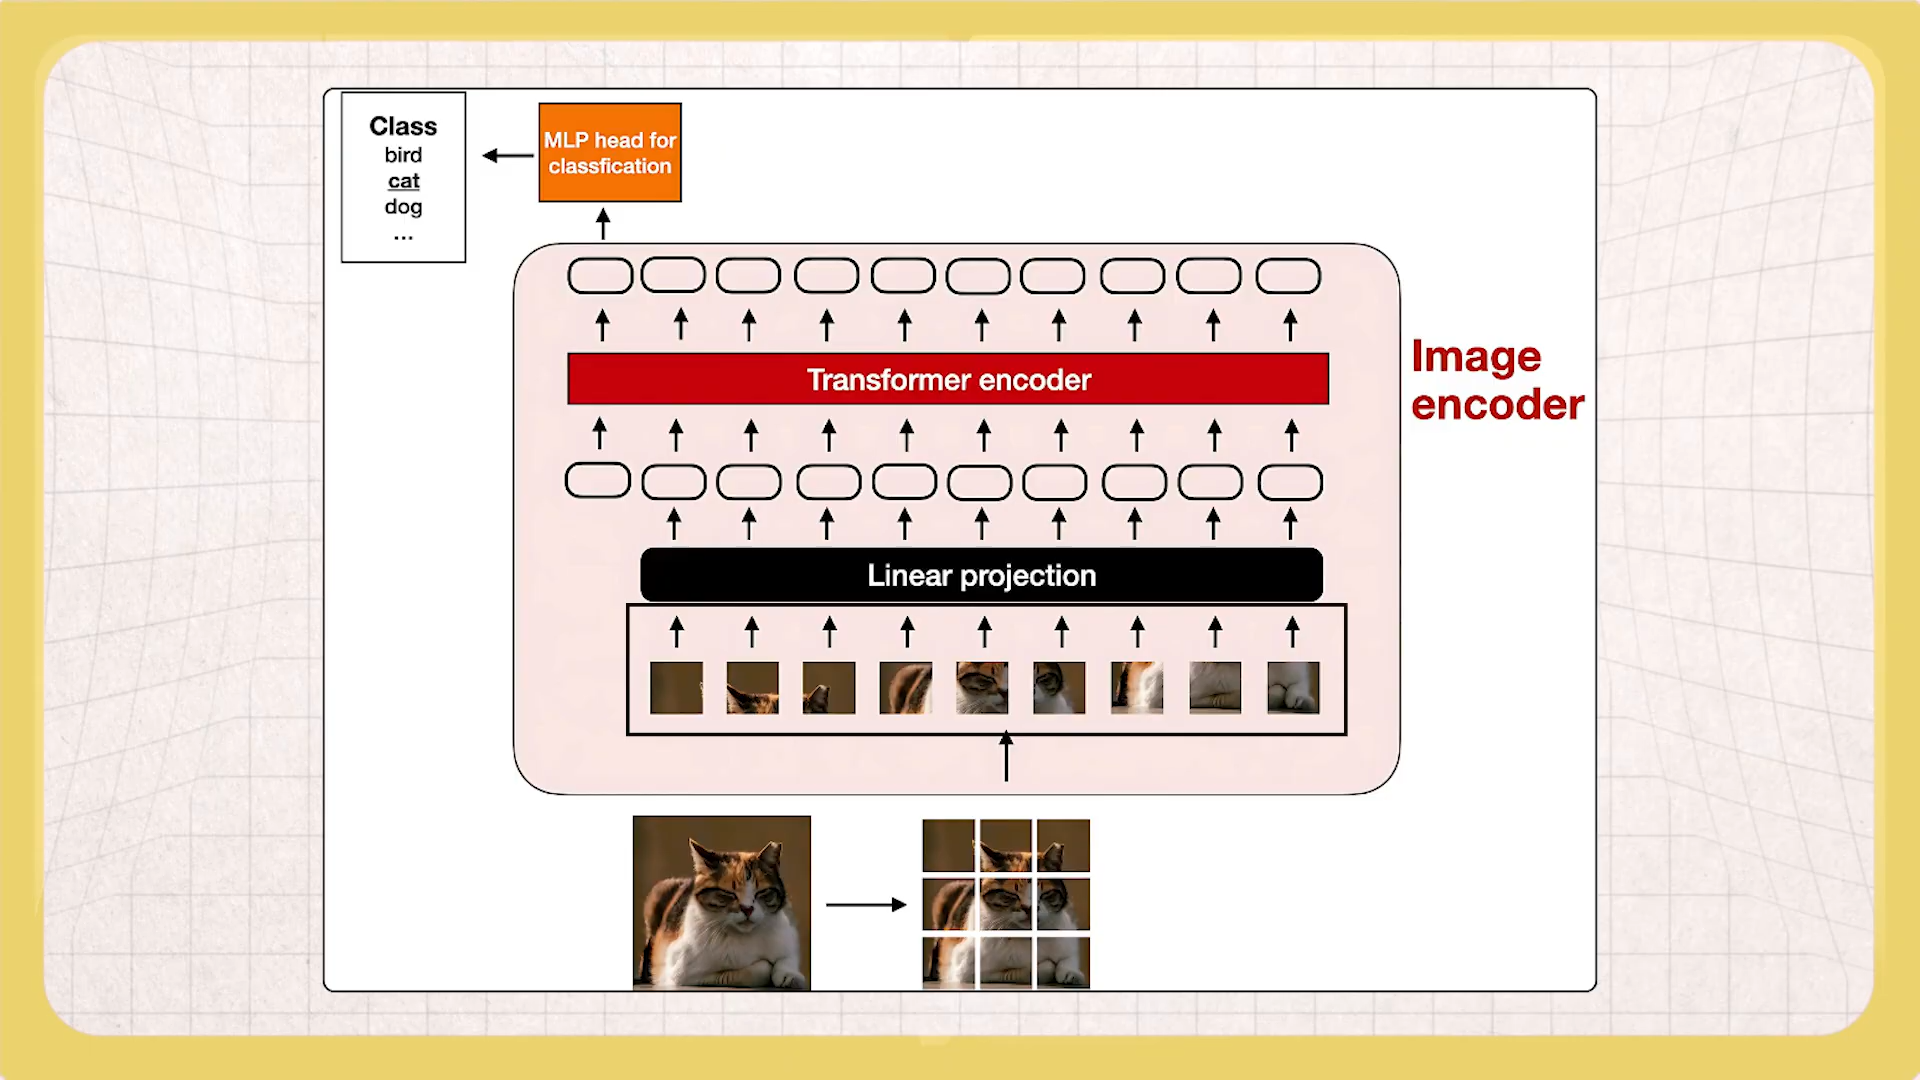 Class
bird
cat
dog
...
MLP head for
classfication
Transformer encoder
Image
encoder
Linear projection